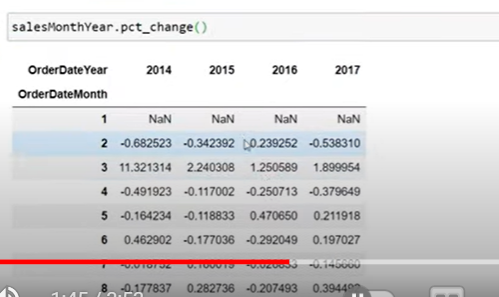 salesMonthYear.pct_change()
OrderDateYear 2014 2015 2016 2017
OrderDateMonth
1 NaN NaN NaN NaN
2 -0.682523 -0.342392 0.239252 -0.538310
3 11.321314 2.240308 1.250589 1.899954
4 -0.491923 -0.117002 -0.250713 -0.379649
5 -0.164234 -0.118833 0.470650 0.211918
6 0.462902 -0.177036 -0.292049 0.197027
7 -0.145660
8 -0.177837 0.282736 -0.207493